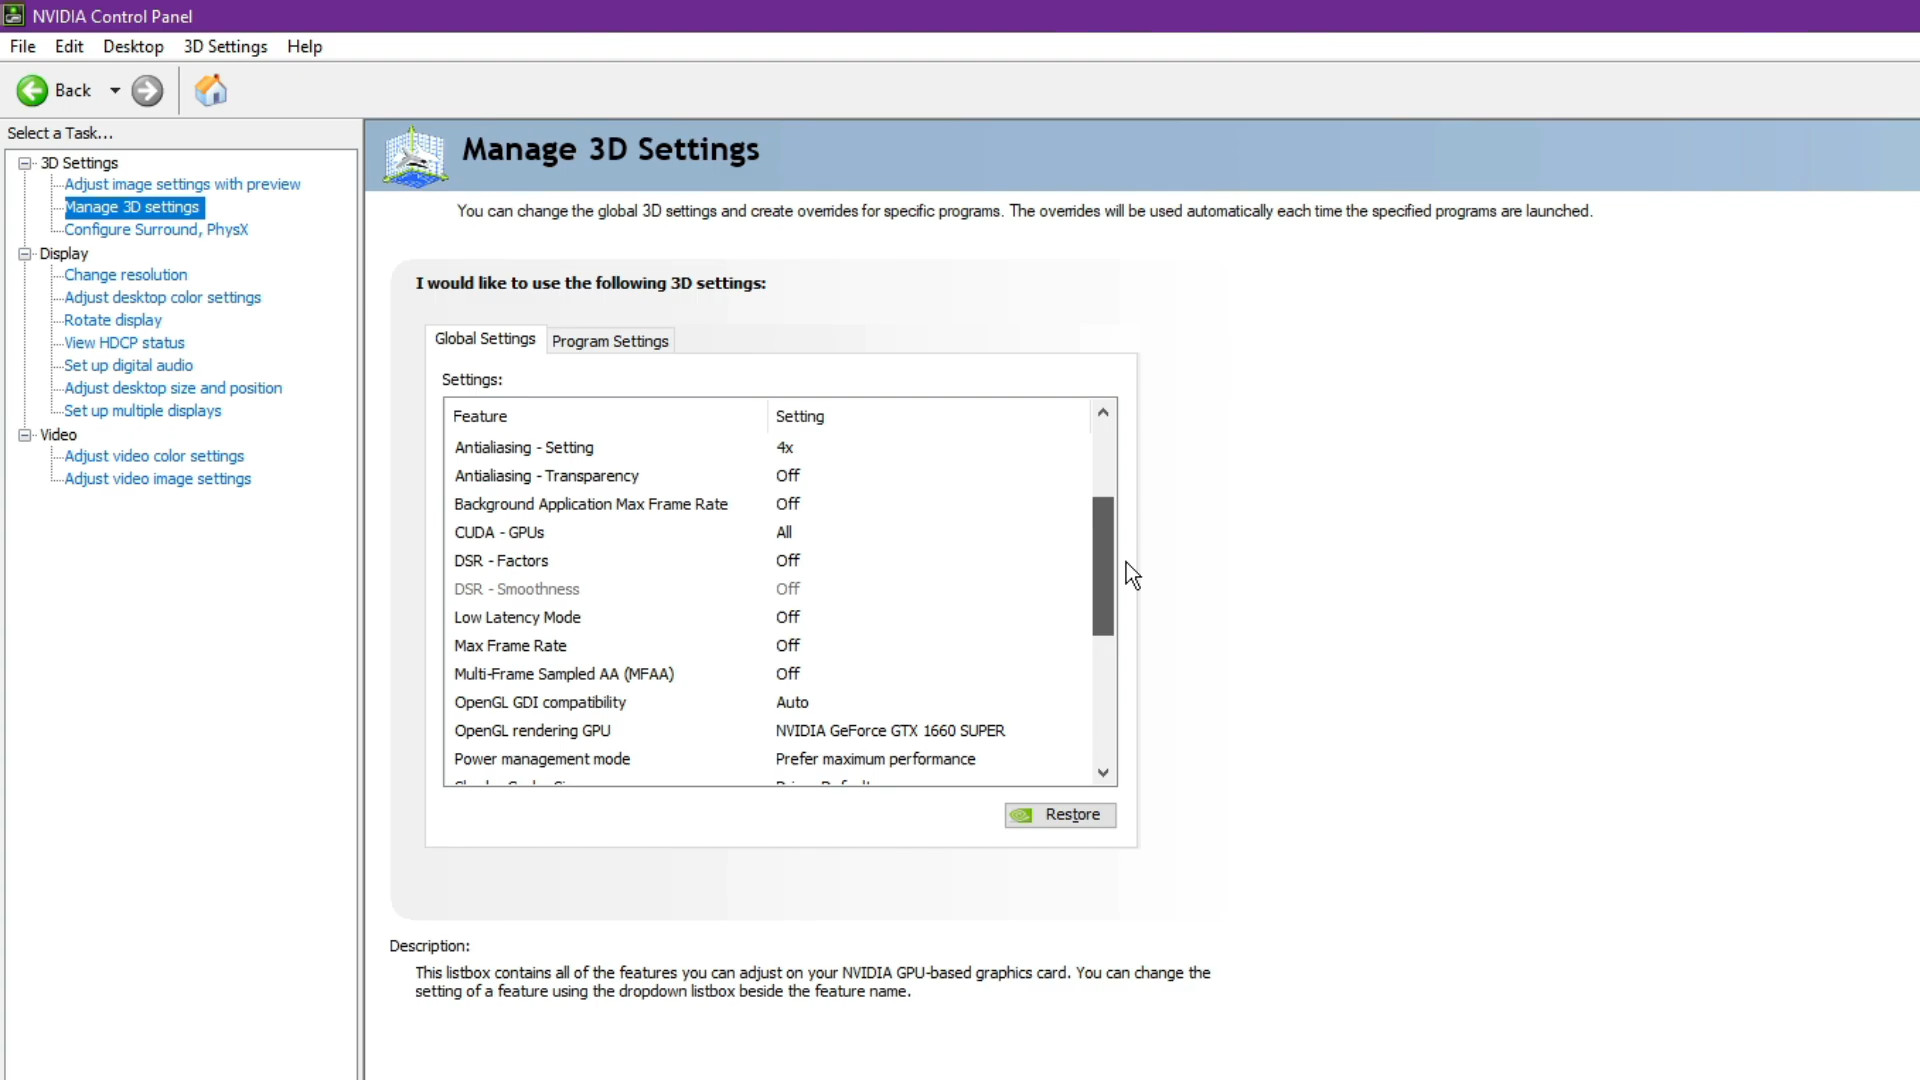 NVIDIA Control Panel
File Edit Desktop 3D Settings Help
Back
Select a Task...
3D Settings
Adjust image settings with preview
Manage 3D settings
Configure Surround, PhysX
Display
Change resolution
Adjust desktop color settings
Rotate display
View HDCP status
Set up digital audio
Adjust desktop size and position
Set up multiple displays
Video
Adjust video color settings
Adjust video image settings
Manage 3D Settings
You can change the global 3D settings and create overrides for specific programs. The overrides will be used automatically each time the specified programs are launched.
I would like to use the following 3D settings:
Global Settings Program Settings
Settings:
Feature Setting
Antialiasing - Setting 4x
Antialiasing - Transparency Off
Background Application Max Frame Rate Off
CUDA - GPUs All
DSR - Factors Off
DSR - Smoothness Off
Low Latency Mode Off
Max Frame Rate Off
Multi-Frame Sampled AA (MFAA) Off
OpenGL GDI compatibility Auto
OpenGL rendering GPU NVIDIA GeForce GTX 1660 SUPER
Power management mode Prefer maximum performance
Restore
Description:
This listbox contains all of the features you can adjust on your NVIDIA GPU-based graphics card. You can change the
setting of a feature using the dropdown listbox beside the feature name.